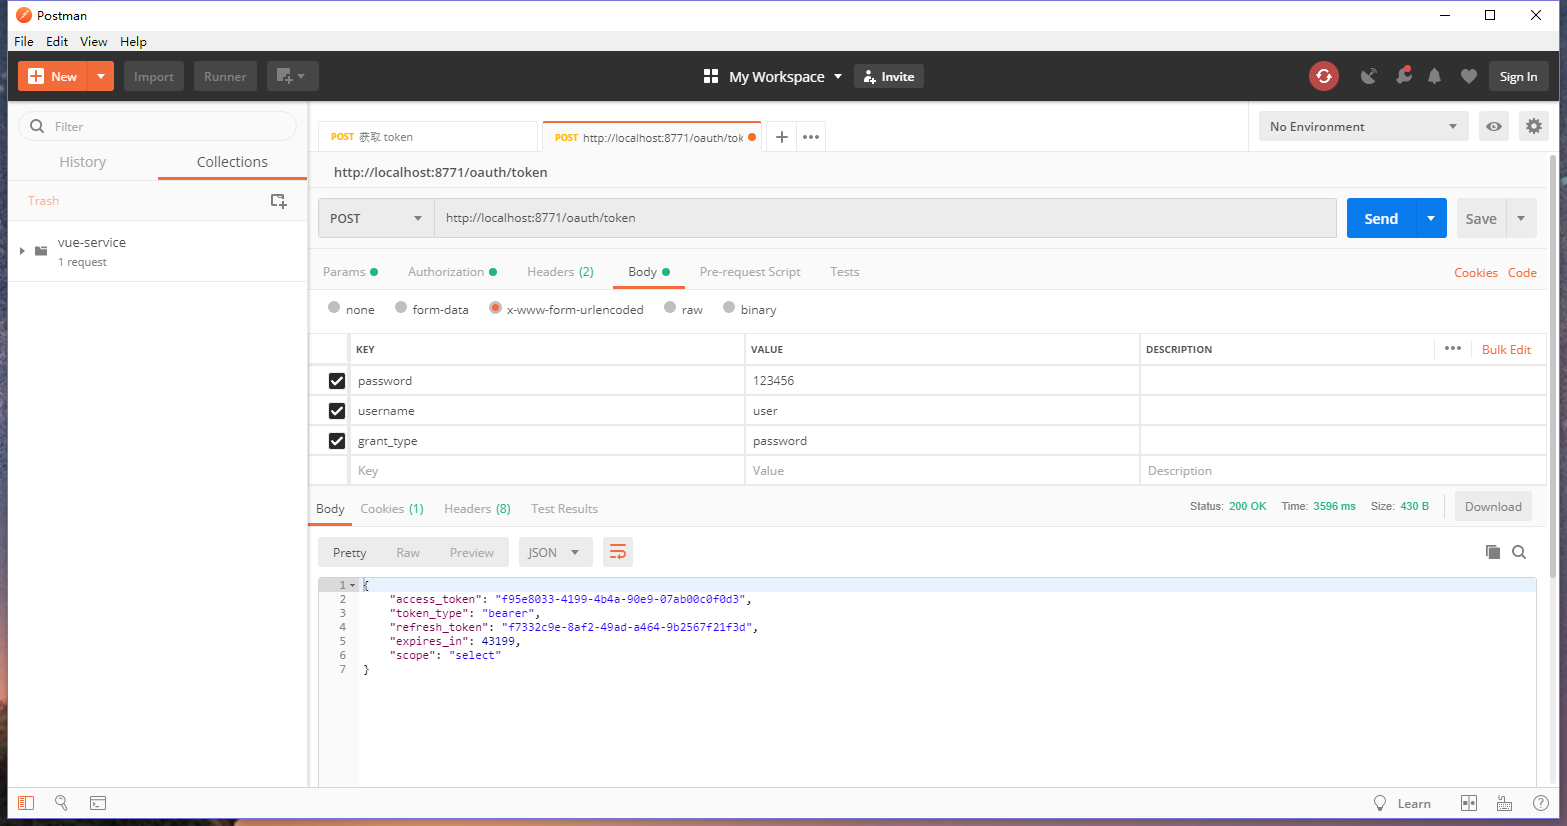 Postman
File Edit View Help
New Import Runner My Workspace Invite Sign In
Filter
History Collections
Trash
vue-service
1 request
POST 获取 token POST http://localhost:8771/oauth/tok No Environment
http://localhost:8771/oauth/token
POST http://localhost:8771/oauth/token Send Save
Params Authorization Headers (2) Body Pre-request Script Tests Cookies Code
none form-data x-www-form-urlencoded raw binary
KEY VALUE DESCRIPTION Bulk Edit
password 123456
username user
grant_type password
Key Value Description
Body Cookies (1) Headers (8) Test Results Status: 200 OK Time: 3596 ms Size: 430 B Download
Pretty Raw Preview JSON
1 {
2 "access_token": "f95e8033-4199-4b4a-90e9-07ab00c0f0d3",
3 "token_type": "bearer",
4 "refresh_token": "f7332c9e-8af2-49ad-a464-9b2567f21f3d",
5 "expires_in": 43199,
6 "scope": "select"
7 }
Learn